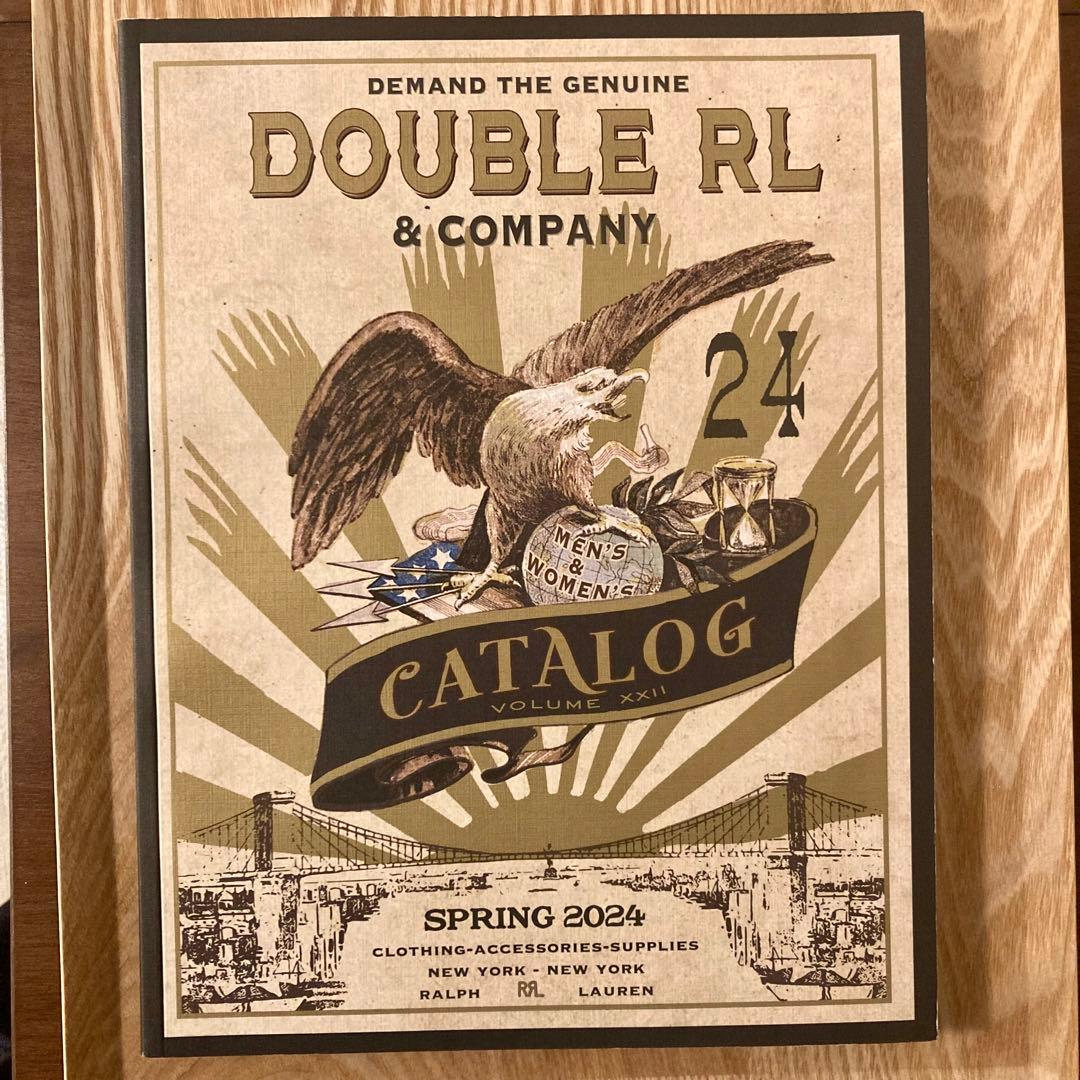 DEMAND THE GENUINE
DOUBLE RL
& COMPANY
24
MEN'S
&
WOMEN'S
CATALOG
VOLUME XXII
SPRING 2024
CLOTHING-ACCESSORIES-SUPPLIES
NEW YORK - NEW YORK
RALPH RRL LAUREN